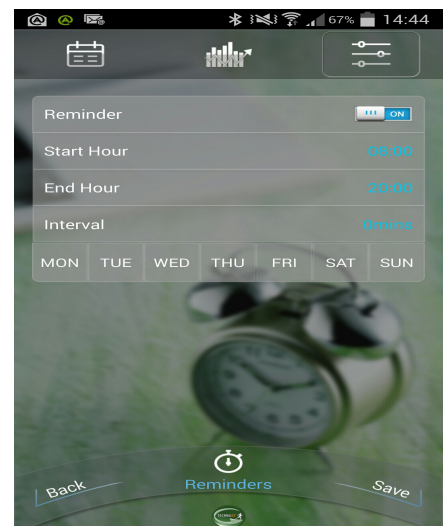 67% 14:44
Reminder ON
Start Hour 08:00
End Hour 20:00
Interval 6mins
MON TUE WED THU FRI SAT SUN
Reminders
Back Save